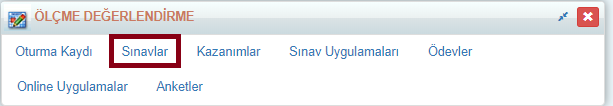 ÖLÇME DEĞERLENDİRME
Oturma Kaydı Sınavlar Kazanımlar Sınav Uygulamaları Ödevler
Online Uygulamalar Anketler